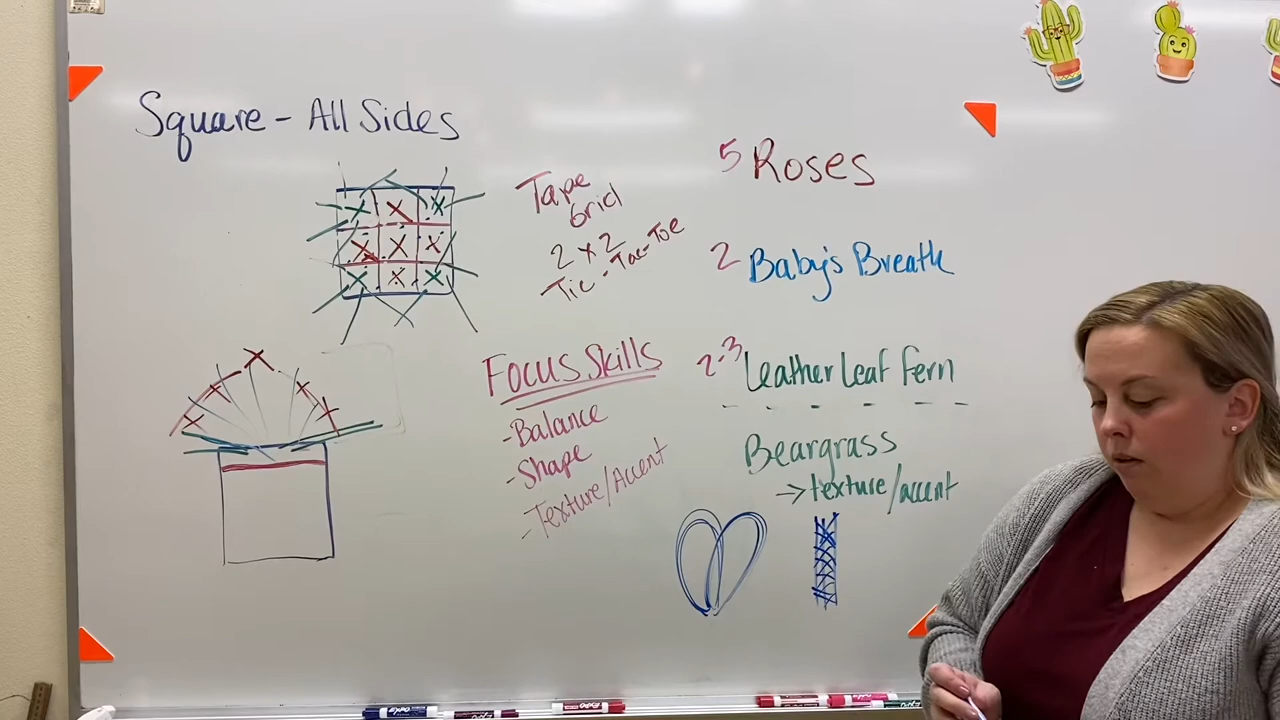 Square - All Sides
Tape
Grid
2 x 2
Tic-Tac-Toe
5 Roses
2 Baby's Breath
2-3 Leather Leaf Fern
Beargrass
→ texture/accent
Focus Skills
- Balance
- Shape
- Texture/Accent